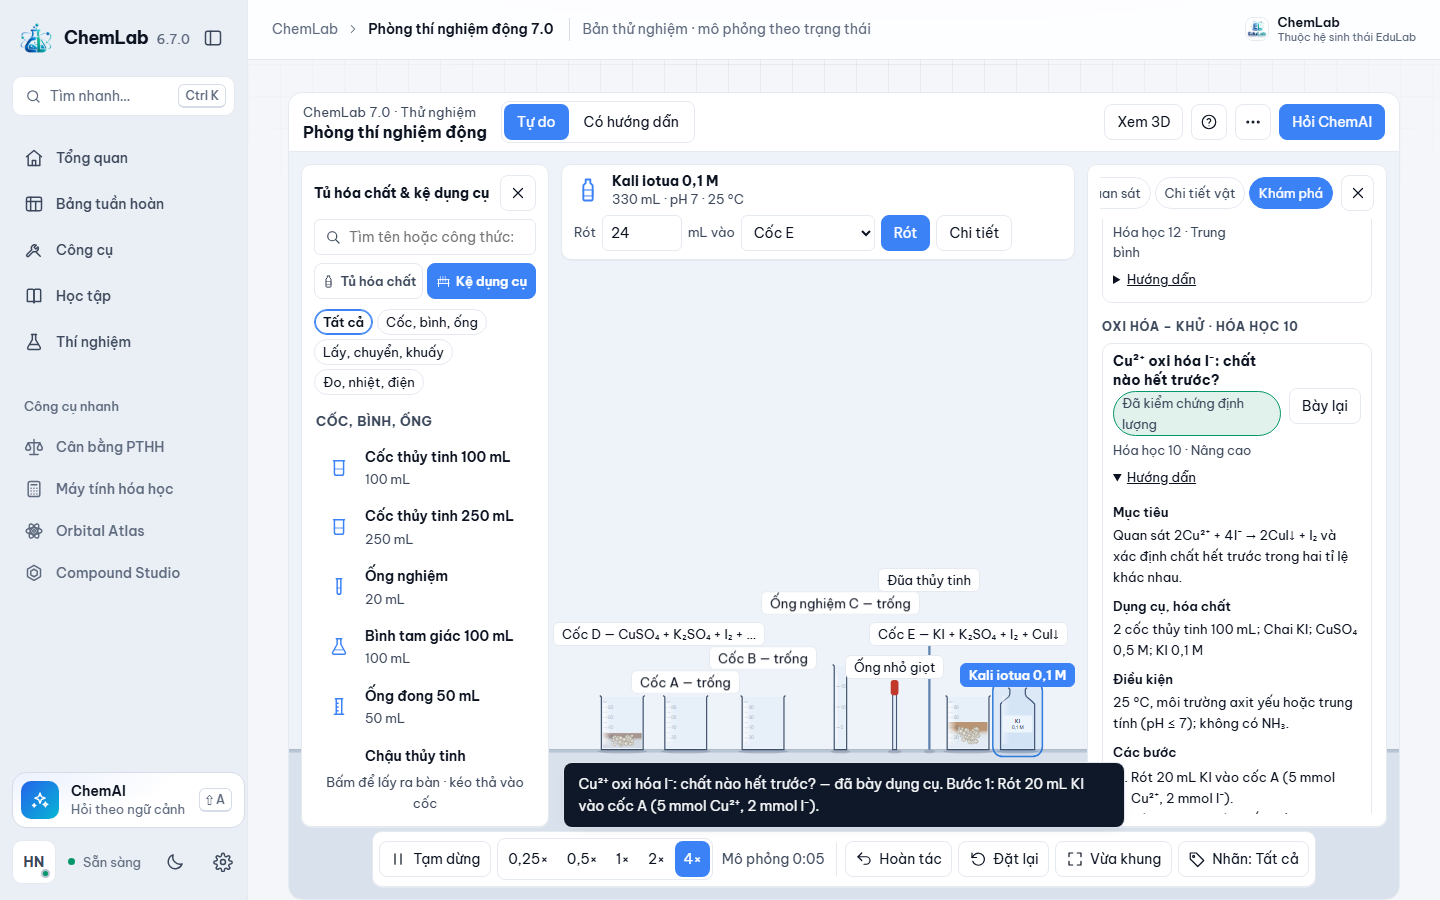 ChemLab 6.7.0
Tìm nhanh... Ctrl K
Tổng quan
Bảng tuần hoàn
Công cụ
Học tập
Thí nghiệm
Công cụ nhanh
Cân bằng PTHH
Máy tính hóa học
Orbital Atlas
Compound Studio
ChemAI
Hỏi theo ngữ cảnh
⇧A
HN
Sẵn sàng
ChemLab > Phòng thí nghiệm động 7.0
Bản thử nghiệm · mô phỏng theo trạng thái
ChemLab
Thuộc hệ sinh thái EduLab
ChemLab 7.0 · Thử nghiệm
Phòng thí nghiệm động
Tự do
Có hướng dẫn
Xem 3D
Hỏi ChemAI
Tủ hóa chất & kệ dụng cụ
Tìm tên hoặc công thức:
Tủ hóa chất
Kệ dụng cụ
Tất cả
Cốc, bình, ống
Lấy, chuyển, khuấy
Đo, nhiệt, điện
CỐC, BÌNH, ỐNG
Cốc thủy tinh 100 mL
100 mL
Cốc thủy tinh 250 mL
250 mL
Ống nghiệm
20 mL
Bình tam giác 100 mL
100 mL
Ống đong 50 mL
50 mL
Chậu thủy tinh
Bấm để lấy ra bàn · kéo thả vào
cốc
Kali iotua 0,1 M
330 mL · pH 7 · 25 °C
Rót 24 mL vào Cốc E Rót Chi tiết
Đũa thủy tinh
Ống nghiệm C — trống
Cốc D — CuSO₄ + K₂SO₄ + I₂ + ...
Cốc E — KI + K₂SO₄ + I₂ + CuI↓
Cốc B — trống
Ống nhỏ giọt
Cốc A — trống
Kali iotua 0,1 M
KI
0,1 M
Cu²⁺ oxi hóa I⁻: chất nào hết trước? — đã bày dụng cụ. Bước 1: Rót 20 mL KI
vào cốc A (5 mmol Cu²⁺, 2 mmol I⁻).
uan sát
Chi tiết vật
Khám phá
Hóa học 12 · Trung
bình
Hướng dẫn
OXI HÓA – KHỬ · HÓA HỌC 10
Cu²⁺ oxi hóa I⁻: chất
nào hết trước?
Đã kiểm chứng định
lượng
Bày lại
Hóa học 10 · Nâng cao
Hướng dẫn
Mục tiêu
Quan sát 2Cu²⁺ + 4I⁻ → 2CuI↓ + I₂ và
xác định chất hết trước trong hai tỉ lệ
khác nhau.
Dụng cụ, hóa chất
2 cốc thủy tinh 100 mL; Chai KI; CuSO₄
0,5 M; KI 0,1 M
Điều kiện
25 °C, môi trường axit yếu hoặc trung
tính (pH ≤ 7); không có NH₃.
Các bước
. Rót 20 mL KI vào cốc A (5 mmol
Cu²⁺, 2 mmol I⁻).
Tạm dừng
0,25× 0,5× 1× 2× 4×
Mô phỏng 0:05
Hoàn tác
Đặt lại
Vừa khung
Nhãn: Tất cả